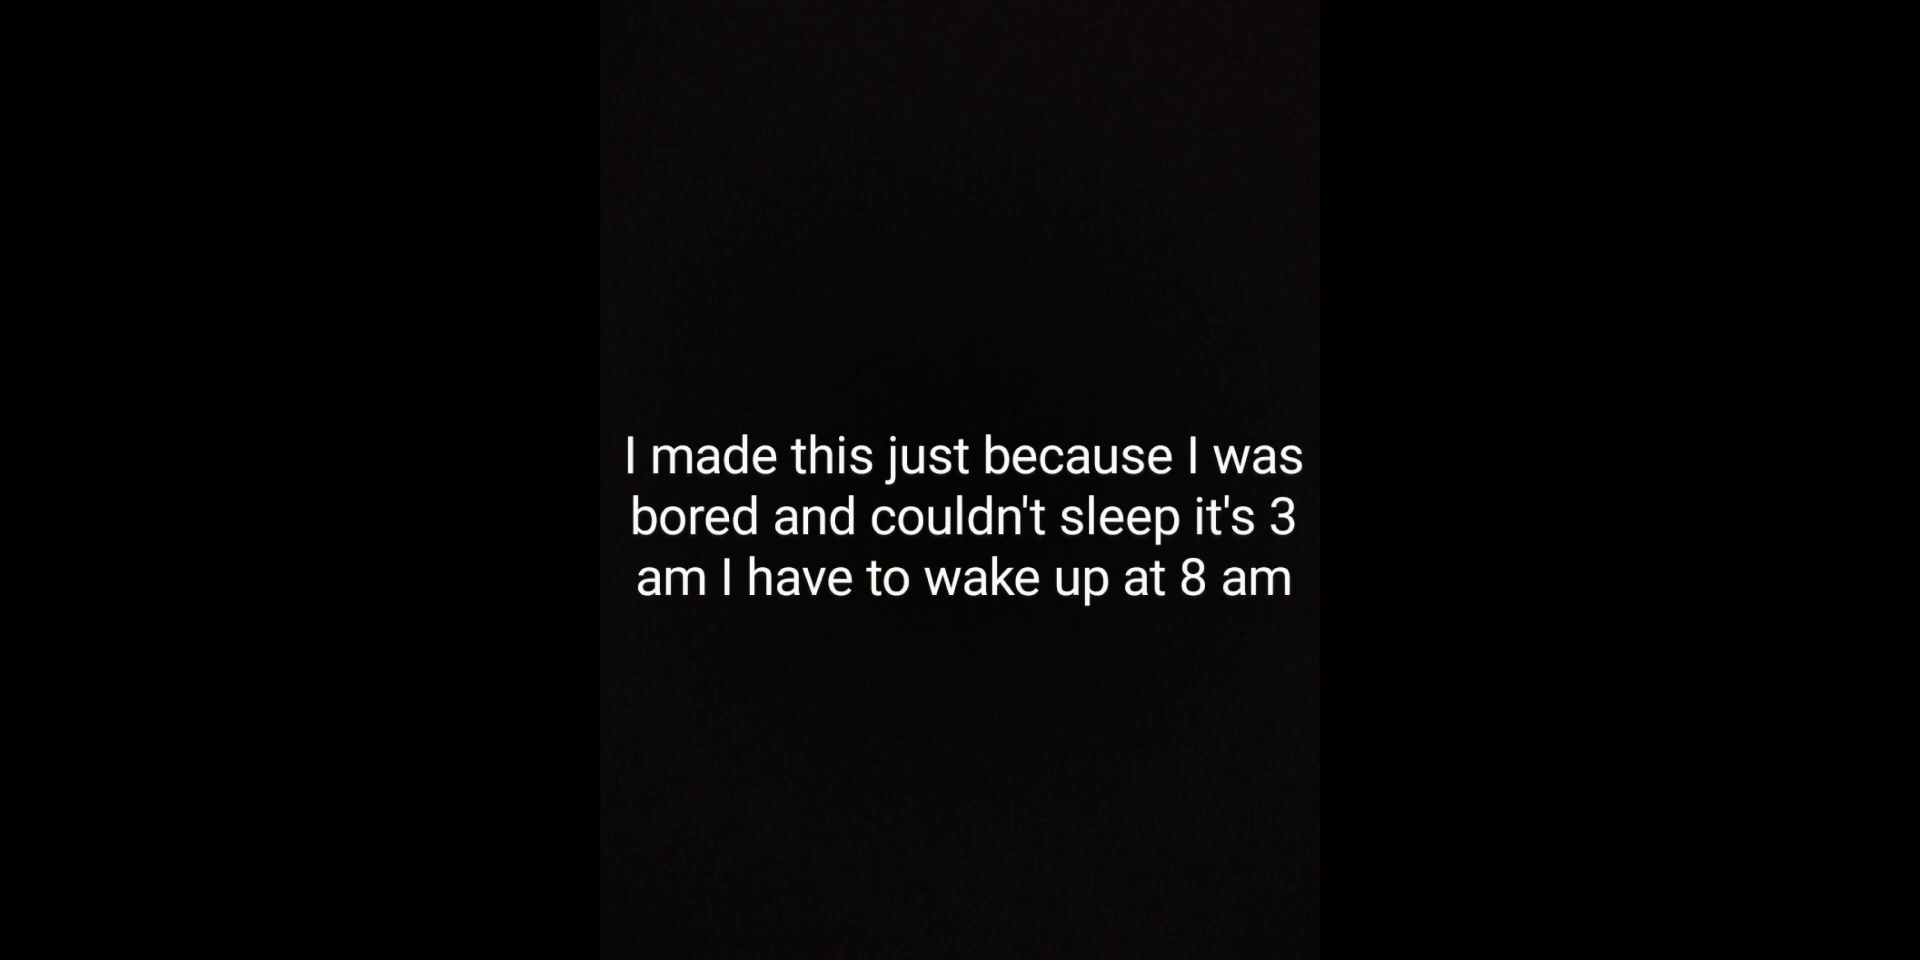 I made this just because I was
bored and couldn't sleep it's 3
am I have to wake up at 8 am